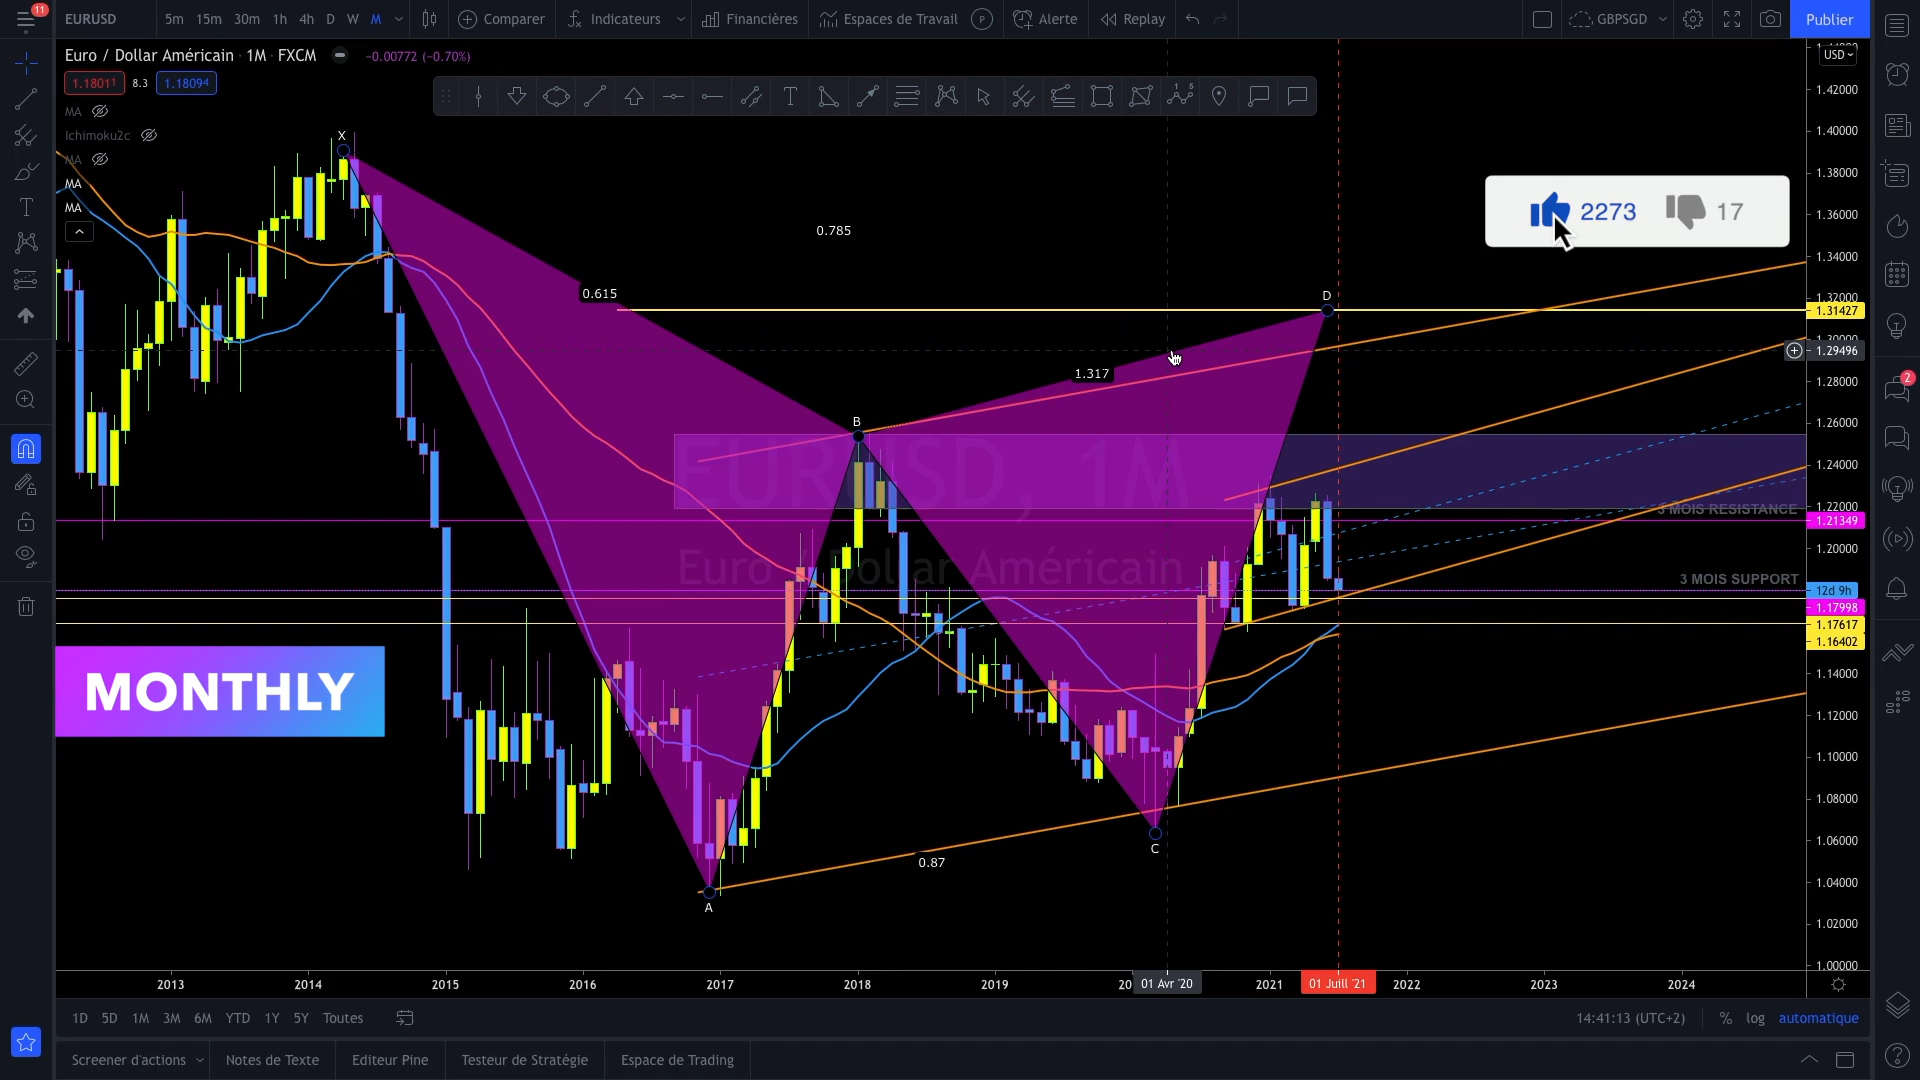 11
EURUSD 5m 15m 30m 1h 4h D W M Comparer Indicateurs Financières Espaces de Travail P Alerte Replay GBPSGD Publier
Euro / Dollar Américain · 1M · FXCM −0.00772 (−0.70%)
USD
1.18011 8.3 1.18094
1.42000
MA
1.40000
Ichimoku2c
X
MA
1.38000
MA
MA
2273 17
1.36000
0.785
1.34000
0.615
D
1.32000
1.31427
1.29496
1.317
1.28000
2
B
1.26000
EURUSD, 1M
1.24000
1.22000
3 MOIS RESISTANCE
1.21349
1.20000
Euro / Dollar Américain
3 MOIS SUPPORT
12d 9h
1.17998
1.17617
1.16402
MONTHLY
1.14000
1.12000
1.10000
1.08000
1.06000
C
0.87
1.04000
A
1.02000
1.00000
2013 2014 2015 2016 2017 2018 2019 20 01 Avr '20 2021 01 Juill '21 2022 2023 2024
1D 5D 1M 3M 6M YTD 1Y 5Y Toutes 14:41:13 (UTC+2) % log automatique
Screener d'actions Notes de Texte Editeur Pine Testeur de Stratégie Espace de Trading